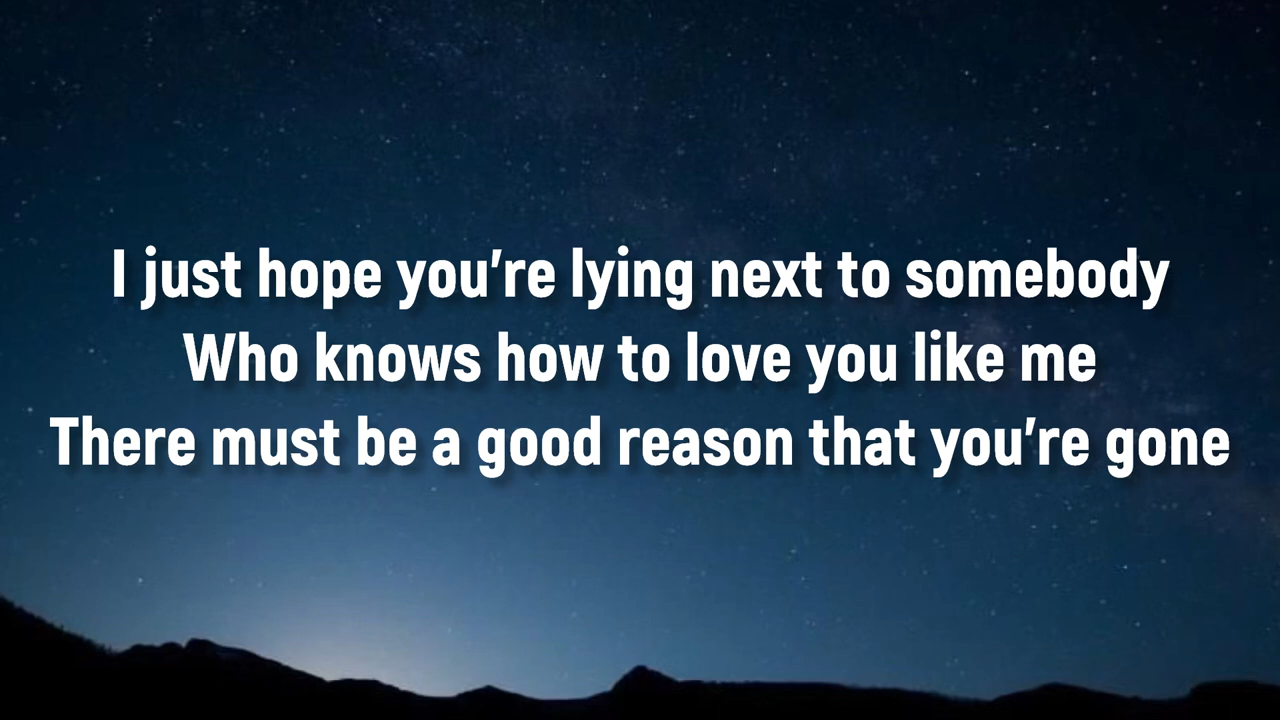 I just hope you're lying next to somebody
Who knows how to love you like me
There must be a good reason that you're gone